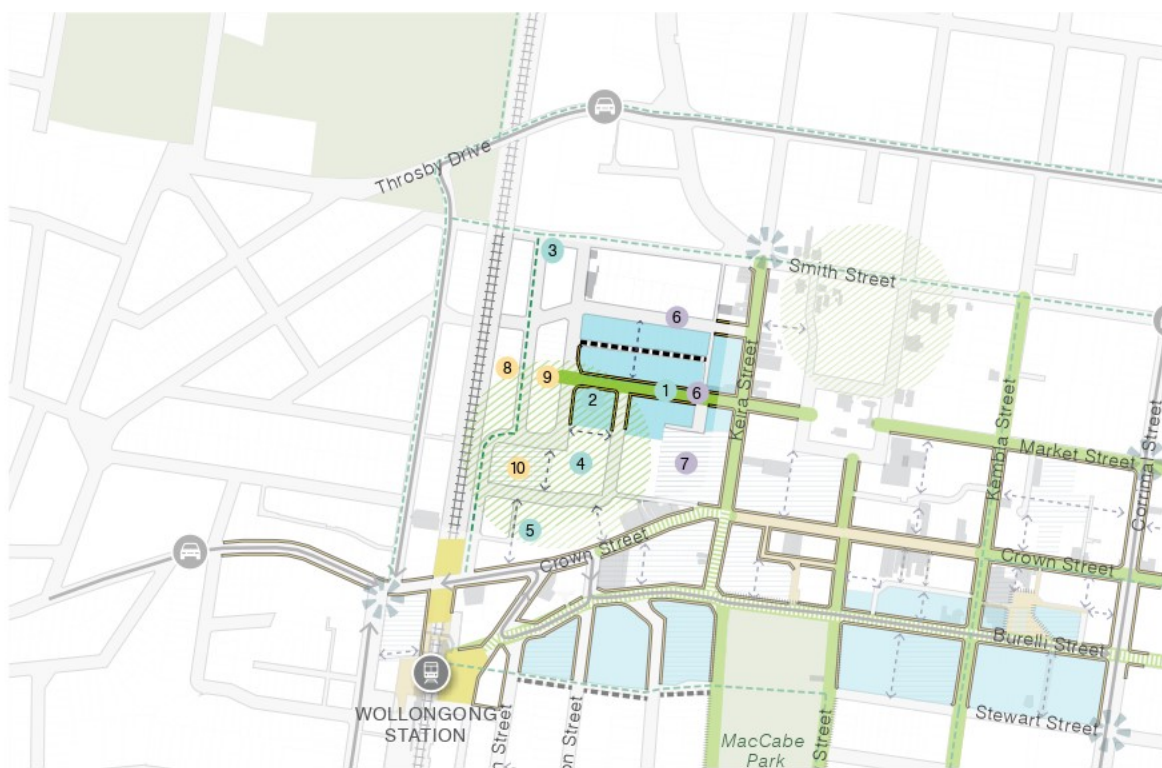 Throsby Drive
3
Smith Street
6
8
9
1
6
2
Keira Street
Kembla Street
Market Street
Corrimal Street
10
4
7
5
Crown Street
Crown Street
Burelli Street
WOLLONGONG
STATION
Street
Street
Street
Stewart Street
MacCabe
Park